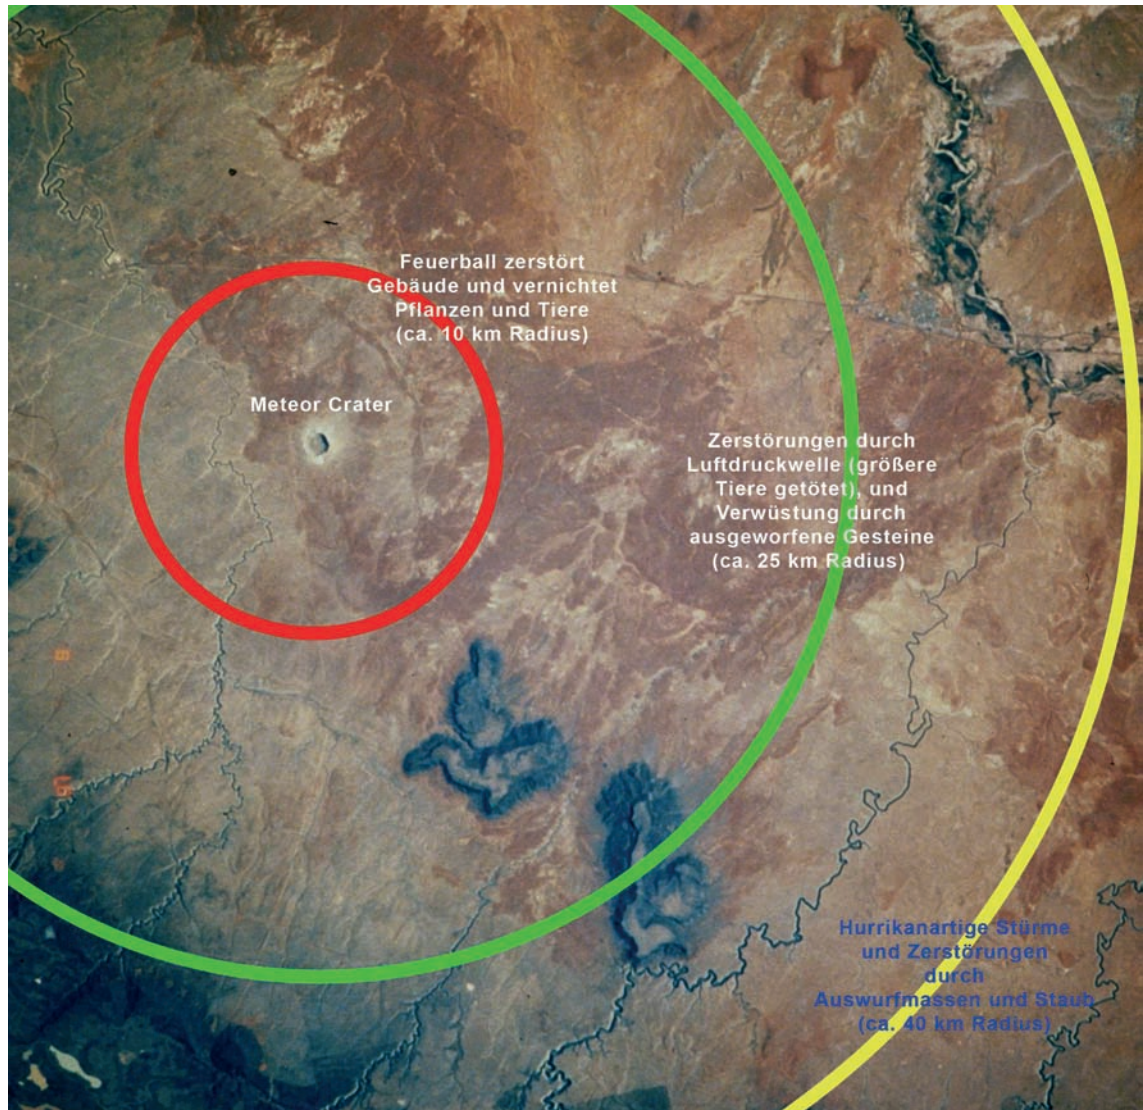 Feuerball zerstört
Gebäude und vernichtet
Pflanzen und Tiere
(ca. 10 km Radius)
Meteor Crater
Zerstörungen durch
Luftdruckwelle (größere
Tiere getötet), und
Verwüstung durch
ausgeworfene Gesteine
(ca. 25 km Radius)
Hurrikanartige Stürme
und Zerstörungen
durch
Auswurfmassen und Staub
(ca. 40 km Radius)